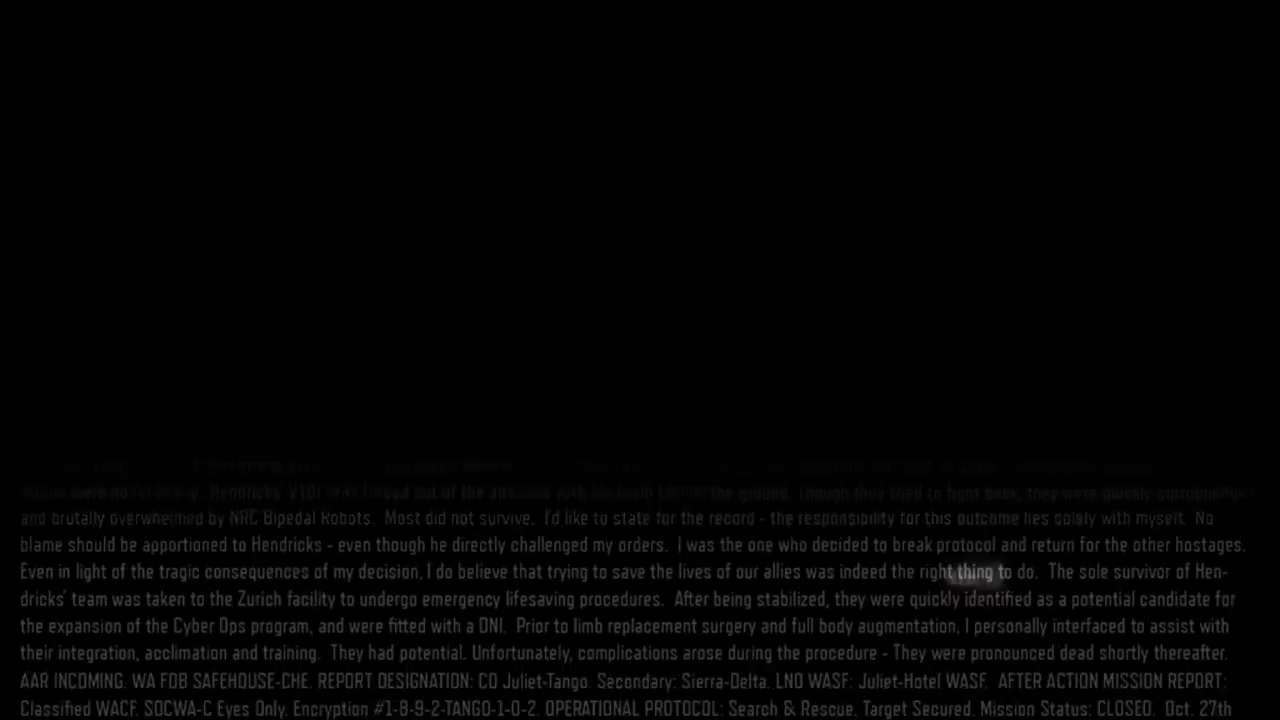 were Hendricks' VTOL was forced out of the the ground. Though they tried to fight back, they were quickly surrounded
and brutally overwhelmed by NRC Bipedal Robots.  Most did not survive.  I'd like to state for the record - the responsibility for this outcome lies solely with myself.  No
blame should be apportioned to Hendricks - even though he directly challenged my orders.  I was the one who decided to break protocol and return for the other hostages.
Even in light of the tragic consequences of my decision, I do believe that trying to save the lives of our allies was indeed the right thing to do.  The sole survivor of Hen-
dricks' team was taken to the Zurich facility to undergo emergency lifesaving procedures.  After being stabilized, they were quickly identified as a potential candidate for
the expansion of the Cyber Ops program, and were fitted with a DNI.  Prior to limb replacement surgery and full body augmentation, I personally interfaced to assist with
their integration, acclimation and training.  They had potential. Unfortunately, complications arose during the procedure - They were pronounced dead shortly thereafter.
AAR INCOMING. WA FOB SAFEHOUSE-CHE. REPORT DESIGNATION: CO Juliet-Tango. Secondary: Sierra-Delta. LNO WASF: Juliet-Hotel WASF.  AFTER ACTION MISSION REPORT:
Classified WACF. SOCWA-C Eyes Only. Encryption #1-8-9-2-TANGO-1-0-2. OPERATIONAL PROTOCOL: Search & Rescue. Target Secured. Mission Status: CLOSED.  Oct. 27th